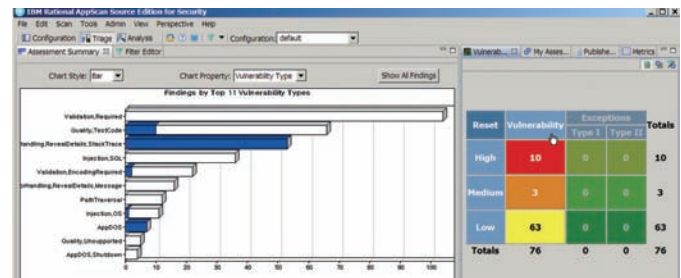 IBM Rational AppScan Source Edition for Security
File Edit Scan Tools Admin View Perspective Help
Configuration Triage Analysis Configuration: default
Assessment Summary Filter Editor
Chart Style: Bar Chart Property: Vulnerability Type Show All Findings
Findings by Top 11 Vulnerability Types
Validation.Required
Quality.TestCode
Handling.RevealDetails.StackTrace
Injection.SQL
Validation.EncodingRequired
rHandling.RevealDetails.Message
PathTraversal
Injection.OS
AppDOS
Quality.Unsupported
AppDOS.Shutdown
0 10 20 30 40 50 60 70 80 90 100
Vulnerab... My Asses... Publishe... Metrics
Reset Vulnerability Exceptions Totals
Type I Type II
High 10 0 0 10
Medium 3 0 0 3
Low 63 0 0 63
Totals 76 0 0 76